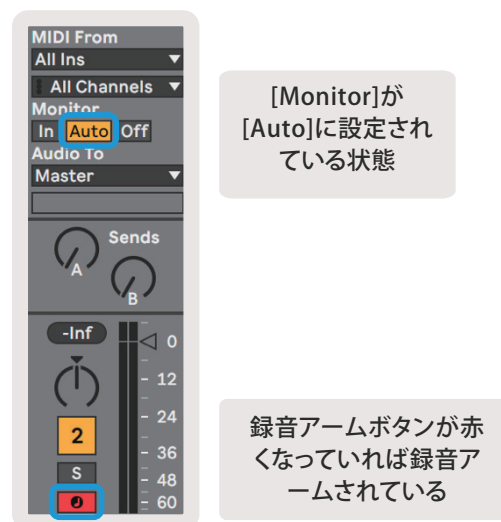 MIDI From
All Ins
All Channels
Monitor
In Auto Off
Audio To
Master
[Monitor]が
[Auto]に設定され
ている状態
Sends
A
B
-Inf
0
12
24
36
48
60
2
S
録音アームボタンが赤
くなっていれば録音ア
ームされている